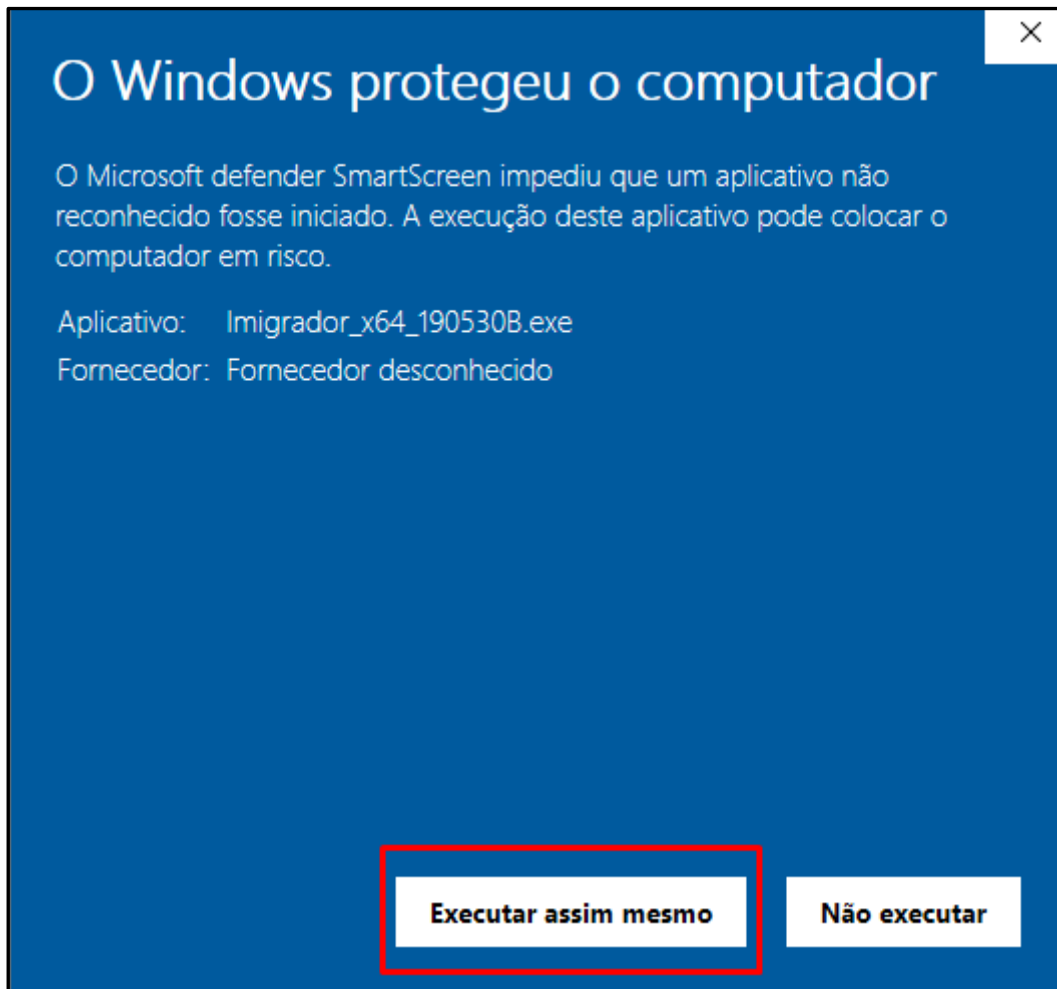 O Windows protegeu o computador
O Microsoft defender SmartScreen impediu que um aplicativo não
reconhecido fosse iniciado. A execução deste aplicativo pode colocar o
computador em risco.
Aplicativo: Imigrador_x64_190530B.exe
Fornecedor: Fornecedor desconhecido
Executar assim mesmo Não executar